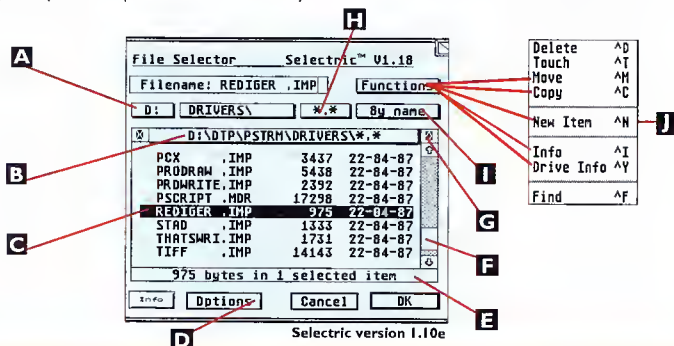 H
A
File Selector Selectric™ V1.18
Filename: REDIGER .IMP Functions
D: DRIVERS\ *.* By name
D:\DTP\PSTRM\DRIVERS\*.*
PCX .IMP 3437 22-04-87
PRODRAW .IMP 5438 22-04-87
PRDWRITE.IMP 2392 22-04-87
PSCRIPT .MDR 17298 22-04-87
REDIGER .IMP 975 22-04-87
STAD .IMP 1333 22-04-87
THATSWRI.IMP 1731 22-04-87
TIFF .IMP 14143 22-04-87
975 bytes in 1 selected item
Info Options Cancel OK
B
C
D
E
F
G
I
J
Delete ^D
Touch ^T
Move ^M
Copy ^C
New Item ^N
Info ^I
Drive Info ^Y
Find ^F
Selectric version 1.10e